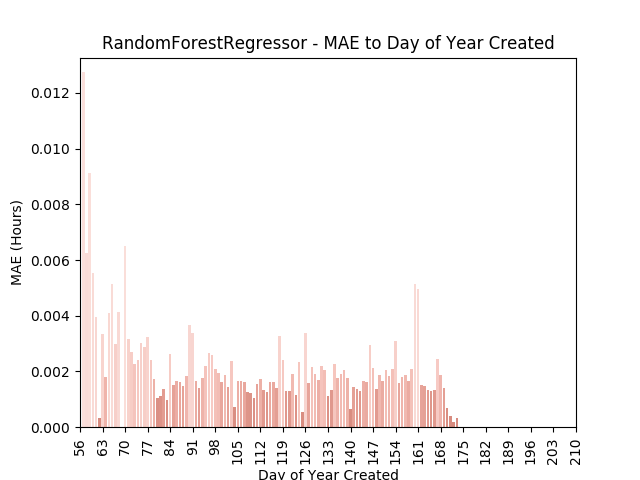 RandomForestRegressor - MAE to Day of Year Created
0.012
0.010
0.008
0.006
0.004
0.002
0.000
MAE (Hours)
56 63 70 77 84 91 98 105 112 119 126 133 140 147 154 161 168 175 182 189 196 203 210
Day of Year Created